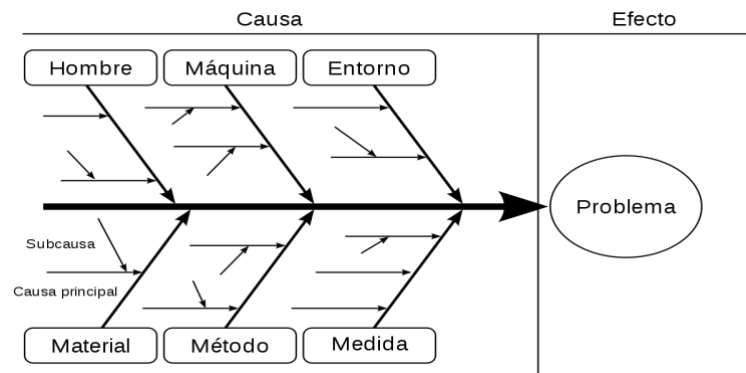 Causa
Efecto
Hombre
Máquina
Entorno
Problema
Subcausa
Causa principal
Material
Método
Medida